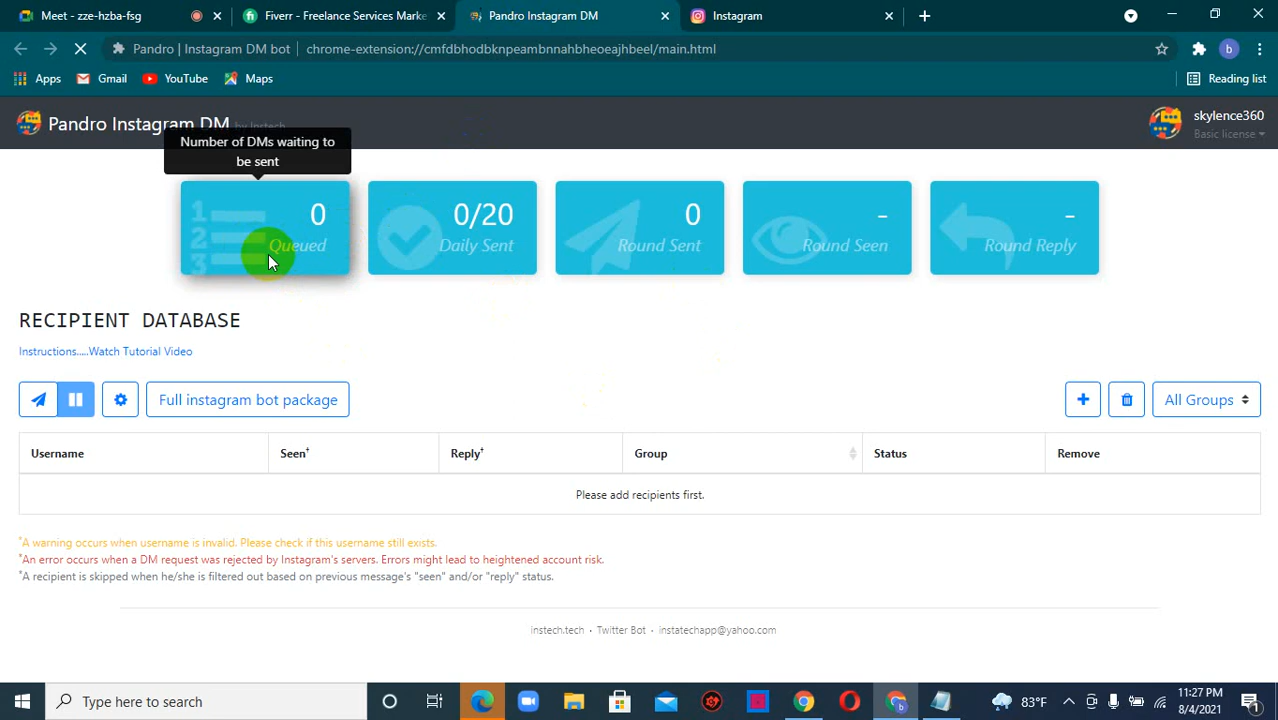 Meet - zze-hzba-fsg
Fiverr - Freelance Services Marke
Pandro Instagram DM
Instagram
Pandro | Instagram DM bot
chrome-extension://cmfdbhodbknpeambnnahbheoeajhbeel/main.html
b
Apps
Gmail
YouTube
Maps
Reading list
Pandro Instagram DM by Instech
skylence360
Basic license
Number of DMs waiting to
be sent
0
Queued
0/20
Daily Sent
0
Round Sent
-
Round Seen
-
Round Reply
RECIPIENT DATABASE
Instructions.....Watch Tutorial Video
Full instagram bot package
All Groups
Username
Seen†
Reply†
Group
Status
Remove
Please add recipients first.
*A warning occurs when username is invalid. Please check if this username still exists.
*An error occurs when a DM request was rejected by Instagram's servers. Errors might lead to heightened account risk.
*A recipient is skipped when he/she is filtered out based on previous message's "seen" and/or "reply" status.
instech.tech · Twitter Bot · instatechapp@yahoo.com
Type here to search
83°F
11:27 PM
8/4/2021
1